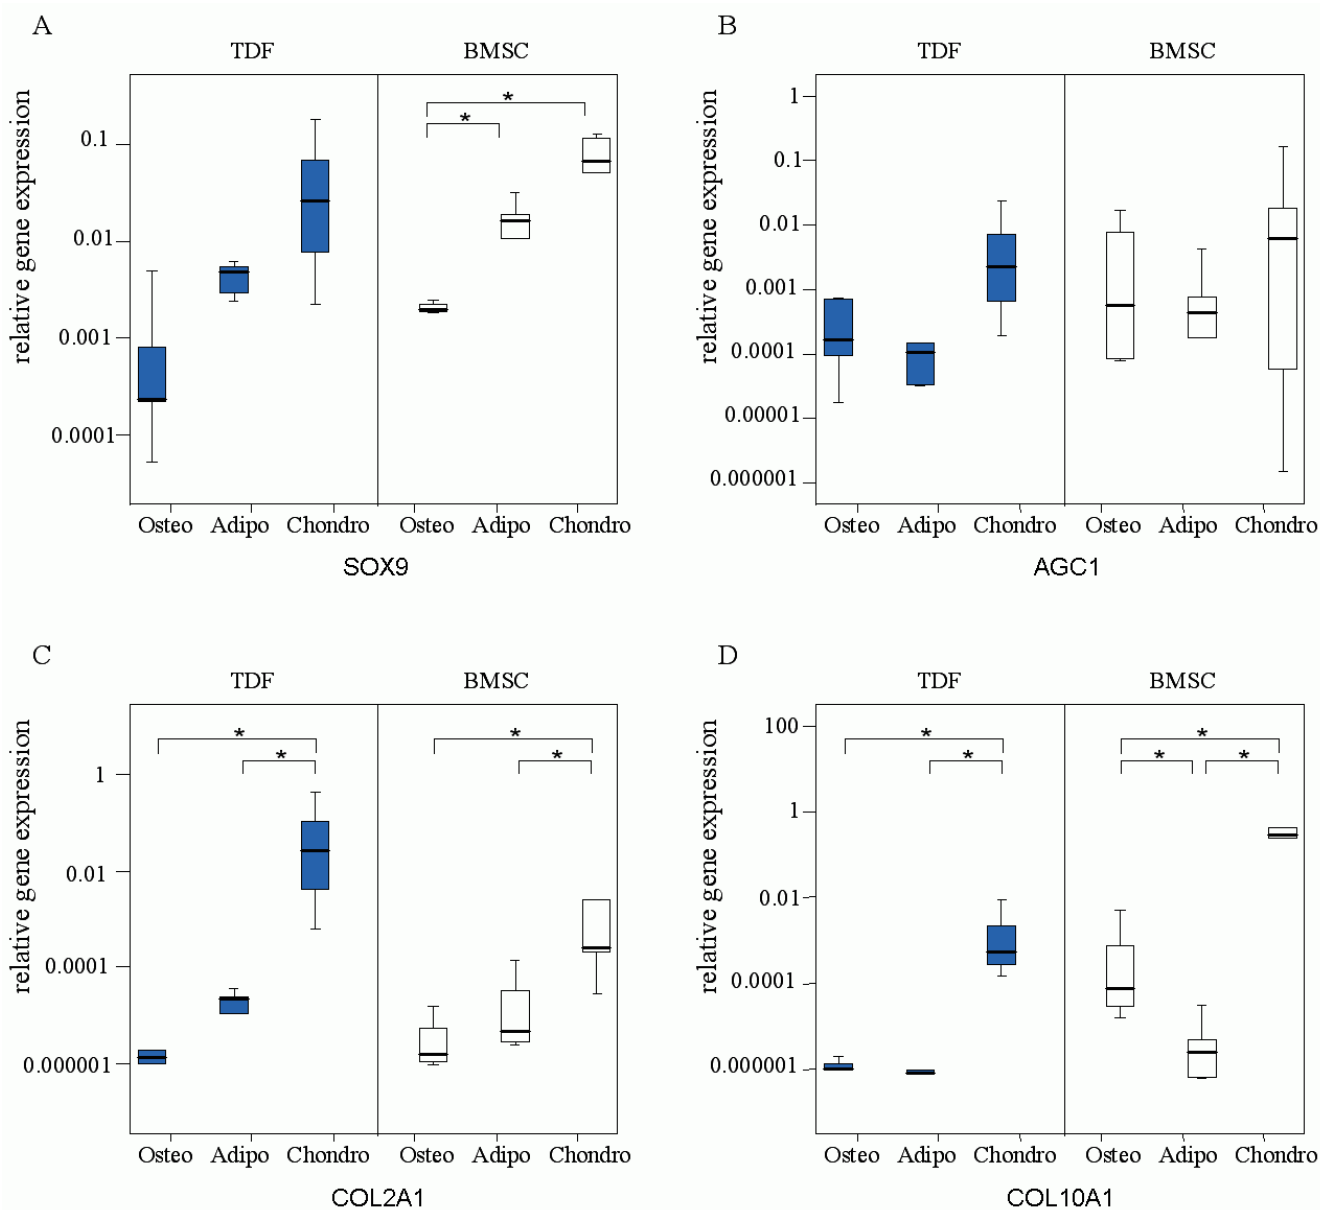 A
TDF BMSC
relative gene expression
* *
0.1
0.01
0.001
0.0001
Osteo Adipo Chondro Osteo Adipo Chondro
SOX9
B
TDF BMSC
relative gene expression
1
0.1
0.01
0.001
0.0001
0.00001
0.000001
Osteo Adipo Chondro Osteo Adipo Chondro
AGC1
C
TDF BMSC
relative gene expression
* *
* *
1
0.01
0.0001
0.000001
Osteo Adipo Chondro Osteo Adipo Chondro
COL2A1
D
TDF BMSC
relative gene expression
100
* *
* * *
1
0.01
0.0001
0.000001
Osteo Adipo Chondro Osteo Adipo Chondro
COL10A1